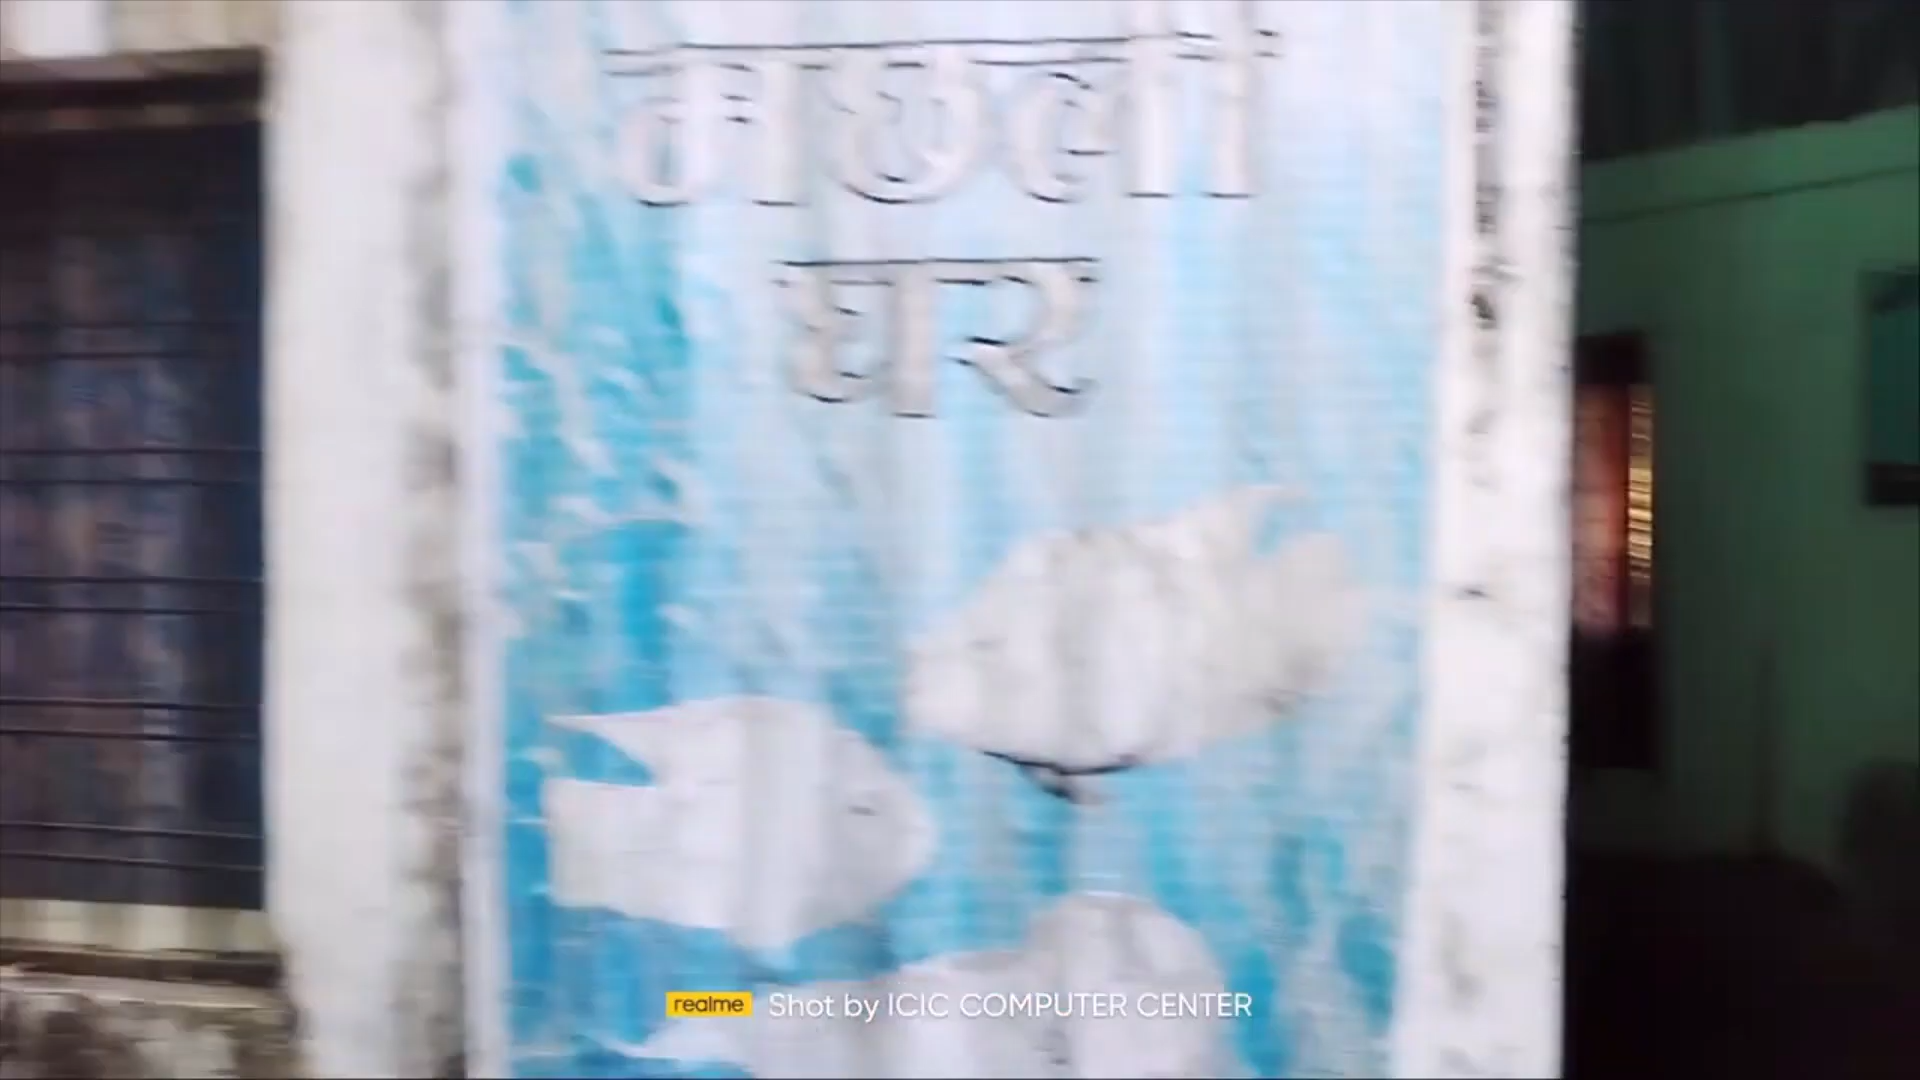 मछली
घर
realme Shot by ICIC COMPUTER CENTER